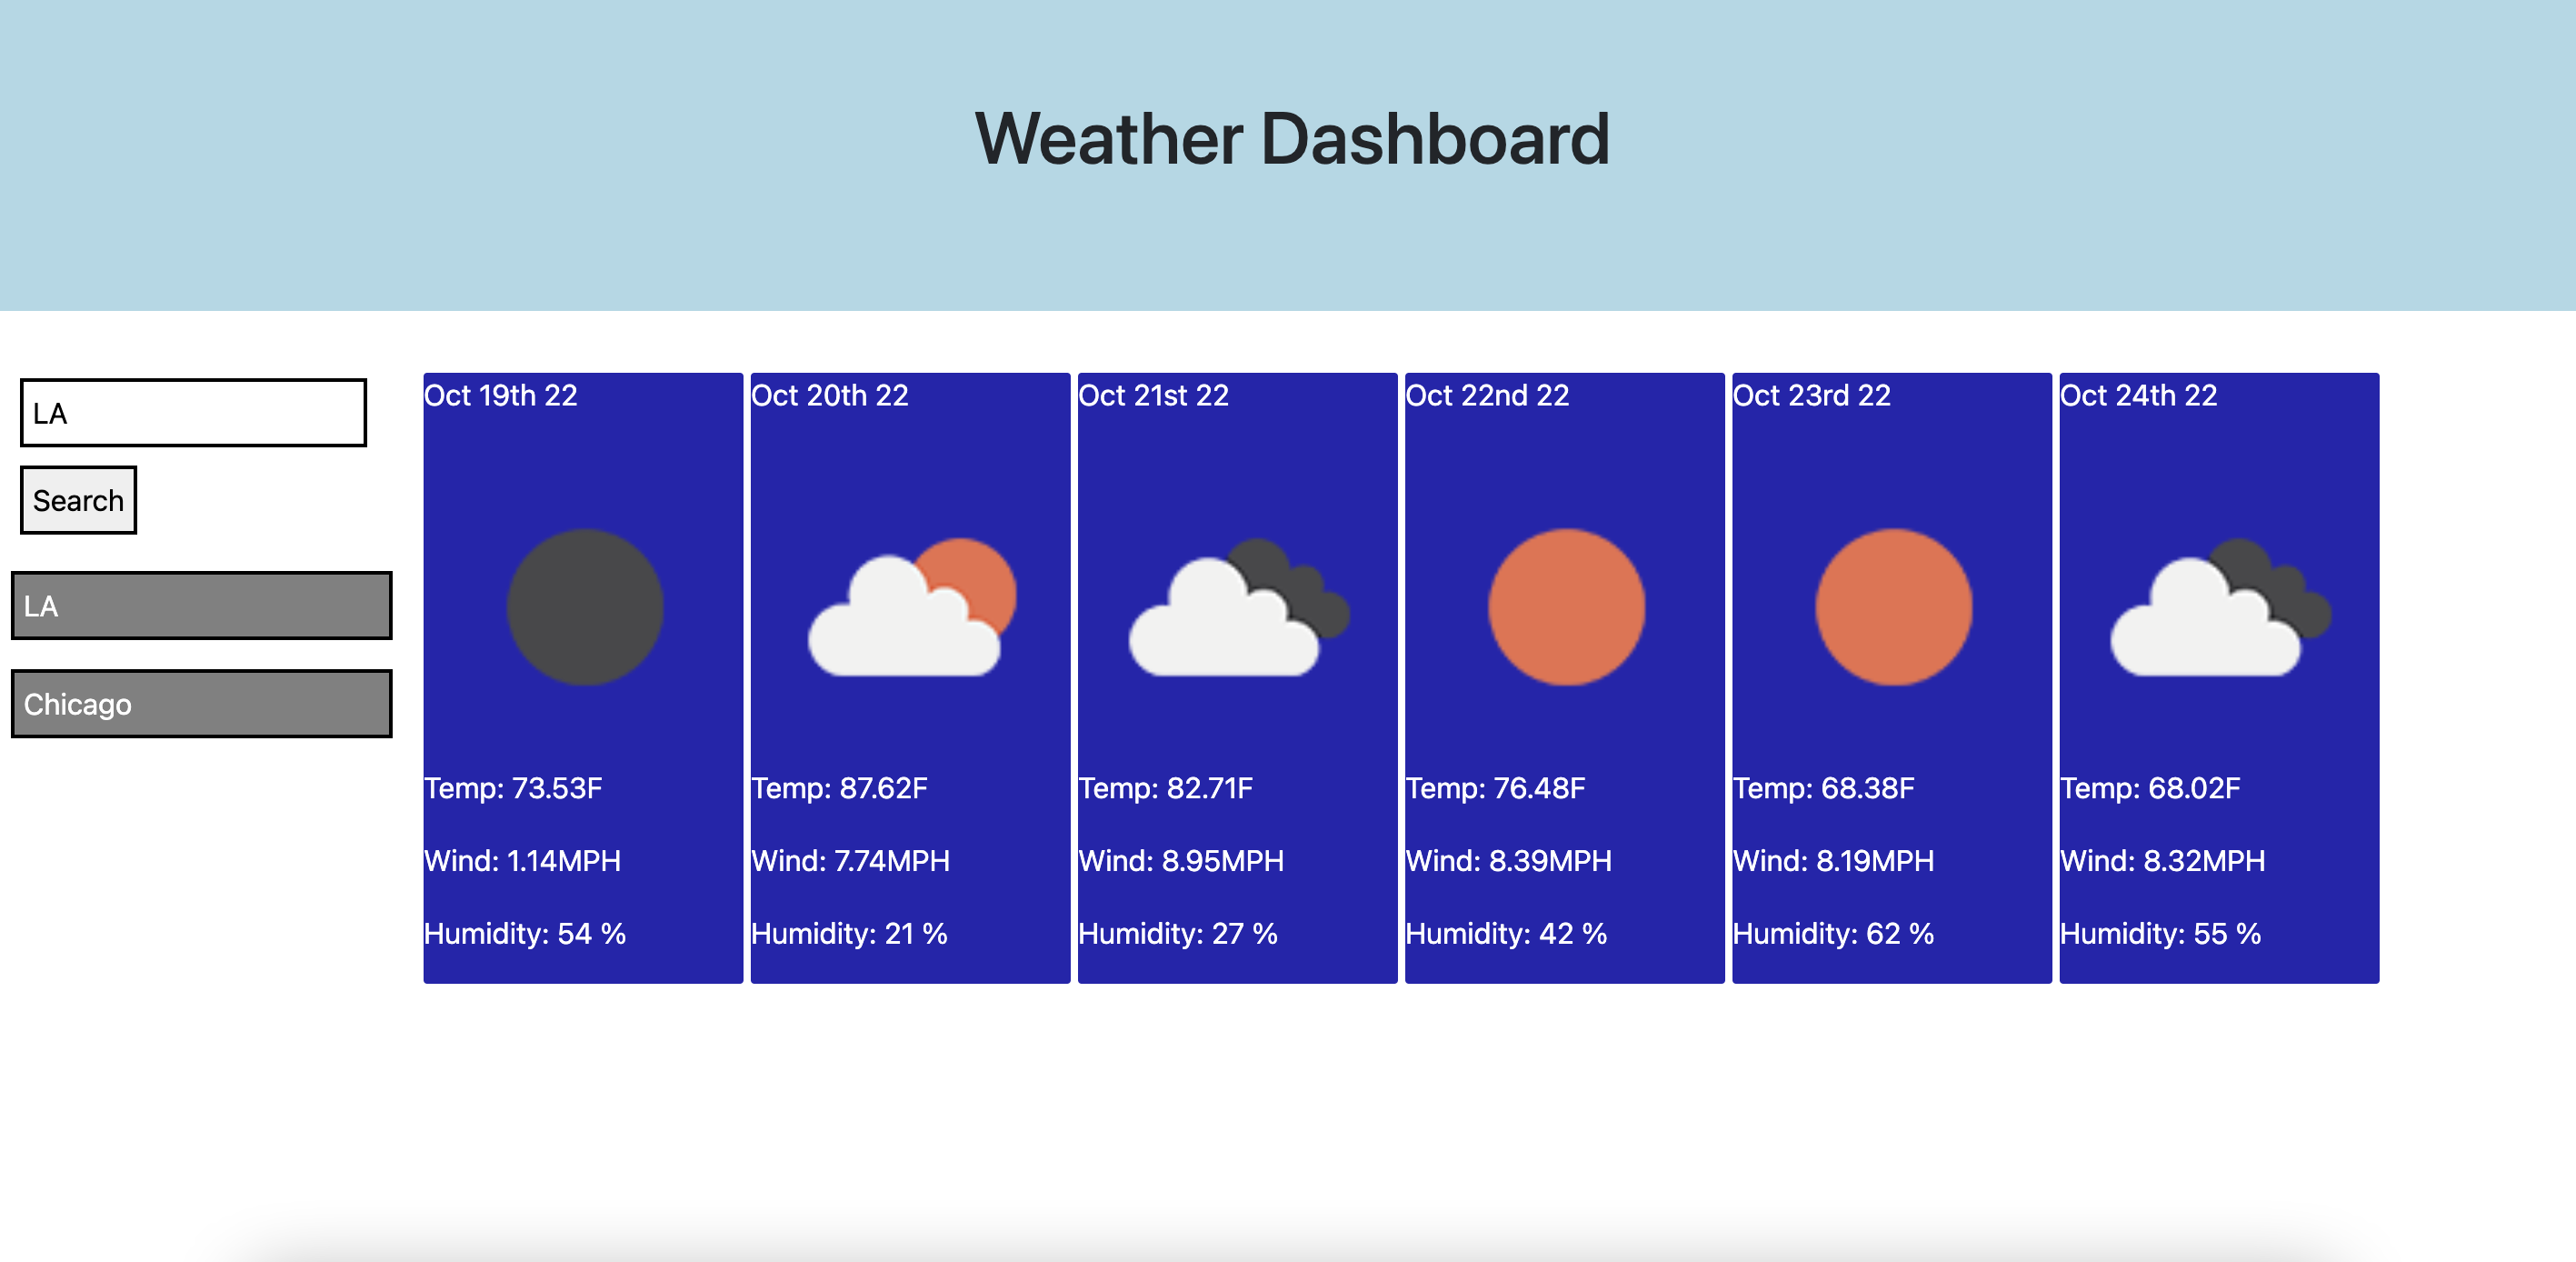 Weather Dashboard
LA
Search
LA
Chicago
Oct 19th 22
Temp: 73.53F
Wind: 1.14MPH
Humidity: 54 %
Oct 20th 22
Temp: 87.62F
Wind: 7.74MPH
Humidity: 21 %
Oct 21st 22
Temp: 82.71F
Wind: 8.95MPH
Humidity: 27 %
Oct 22nd 22
Temp: 76.48F
Wind: 8.39MPH
Humidity: 42 %
Oct 23rd 22
Temp: 68.38F
Wind: 8.19MPH
Humidity: 62 %
Oct 24th 22
Temp: 68.02F
Wind: 8.32MPH
Humidity: 55 %